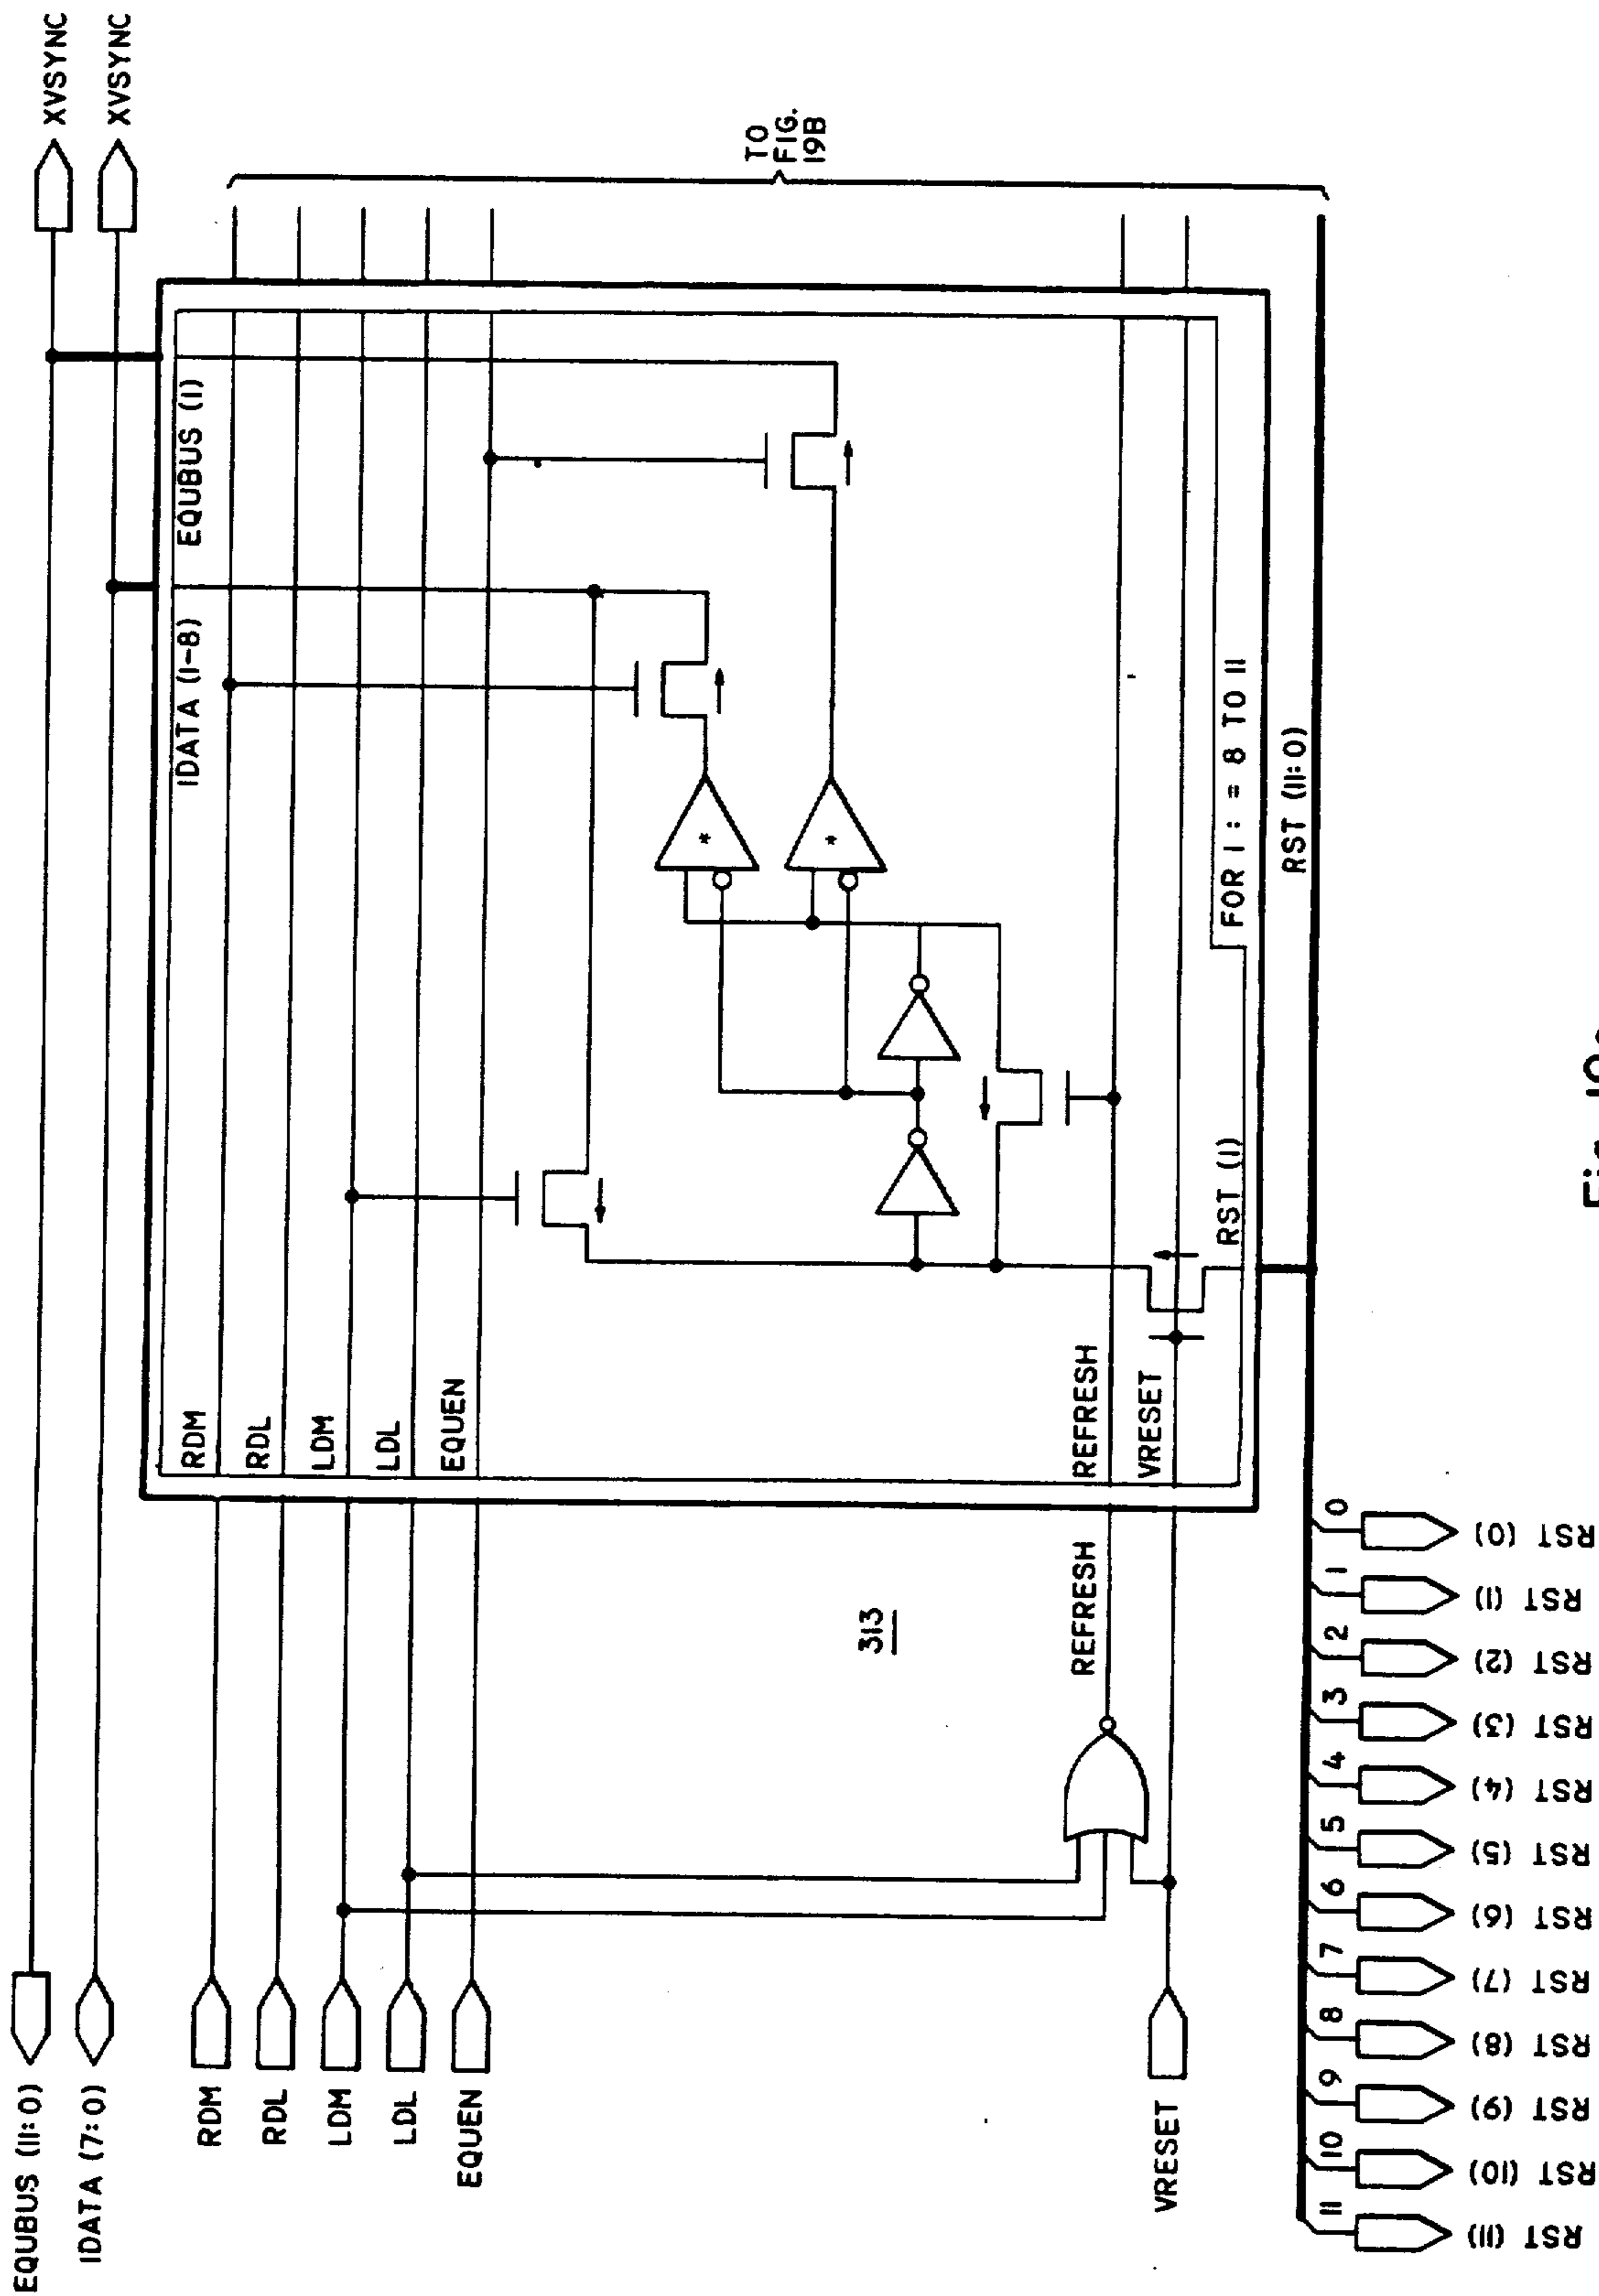 EQUBUS (11:0)
XVSYNC
IDATA (7:0)
XVSYNC
EQUBUS (I)
IDATA (I-8)
RDM
RDM
RDL
RDL
LDM
LDM
LDL
LDL
EQUEN
EQUEN
TO
FIG.
19B
*
*
313
REFRESH
REFRESH
VRESET
VRESET
RST (I)
FOR I : = 8 TO 11
RST (11:0)
11
10
9
8
7
6
5
4
3
2
1
0
RST (11)
RST (10)
RST (9)
RST (8)
RST (7)
RST (6)
RST (5)
RST (4)
RST (3)
RST (2)
RST (1)
RST (0)